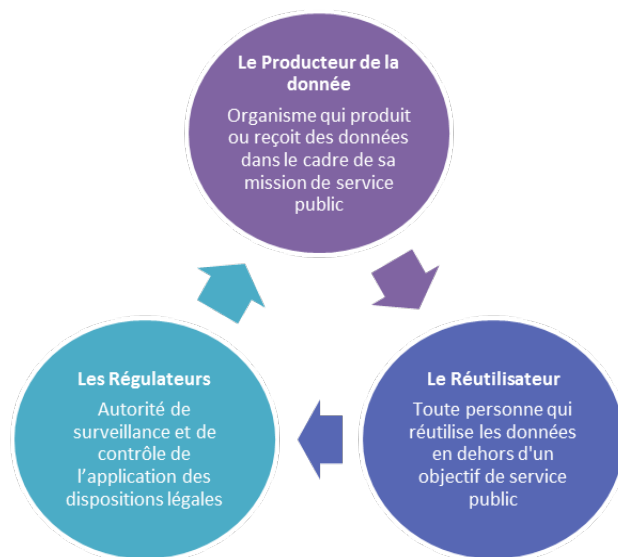 Le Producteur de la
donnée
Organisme qui produit
ou reçoit des données
dans le cadre de sa
mission de service
public
Les Régulateurs
Autorité de
surveillance et de
contrôle de
l’application des
dispositions légales
Le Réutilisateur
Toute personne qui
réutilise les données
en dehors d'un
objectif de service
public